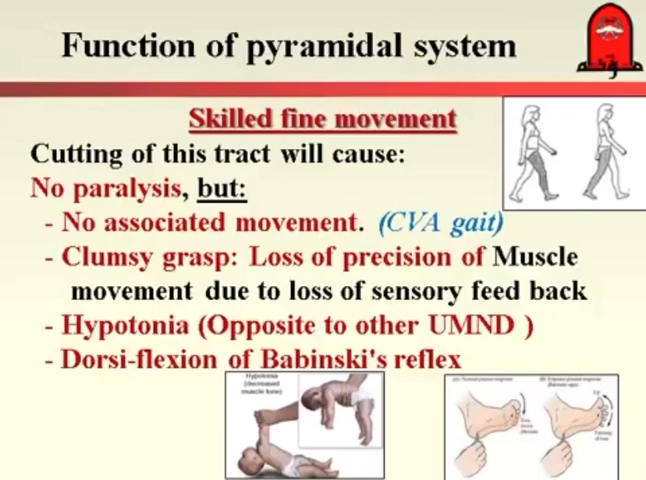 Function of pyramidal system
مؤتة
Skilled fine movement
Cutting of this tract will cause:
No paralysis, but:
- No associated movement. (CVA gait)
- Clumsy grasp: Loss of precision of Muscle
movement due to loss of sensory feed back
- Hypotonia (Opposite to other UMND )
- Dorsi-flexion of Babinski's reflex
Hypotonia
(decreased
muscle tone)